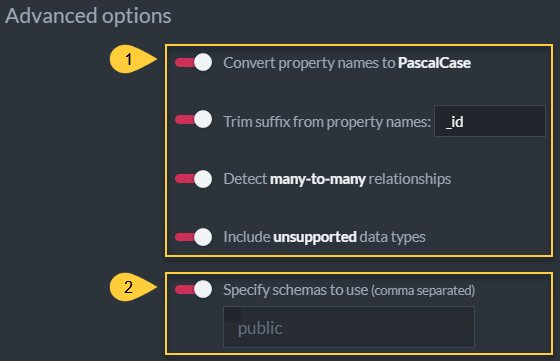 Advanced options
1
Convert property names to PascalCase
Trim suffix from property names: _id
Detect many-to-many relationships
Include unsupported data types
2
Specify schemas to use (comma separated)
public